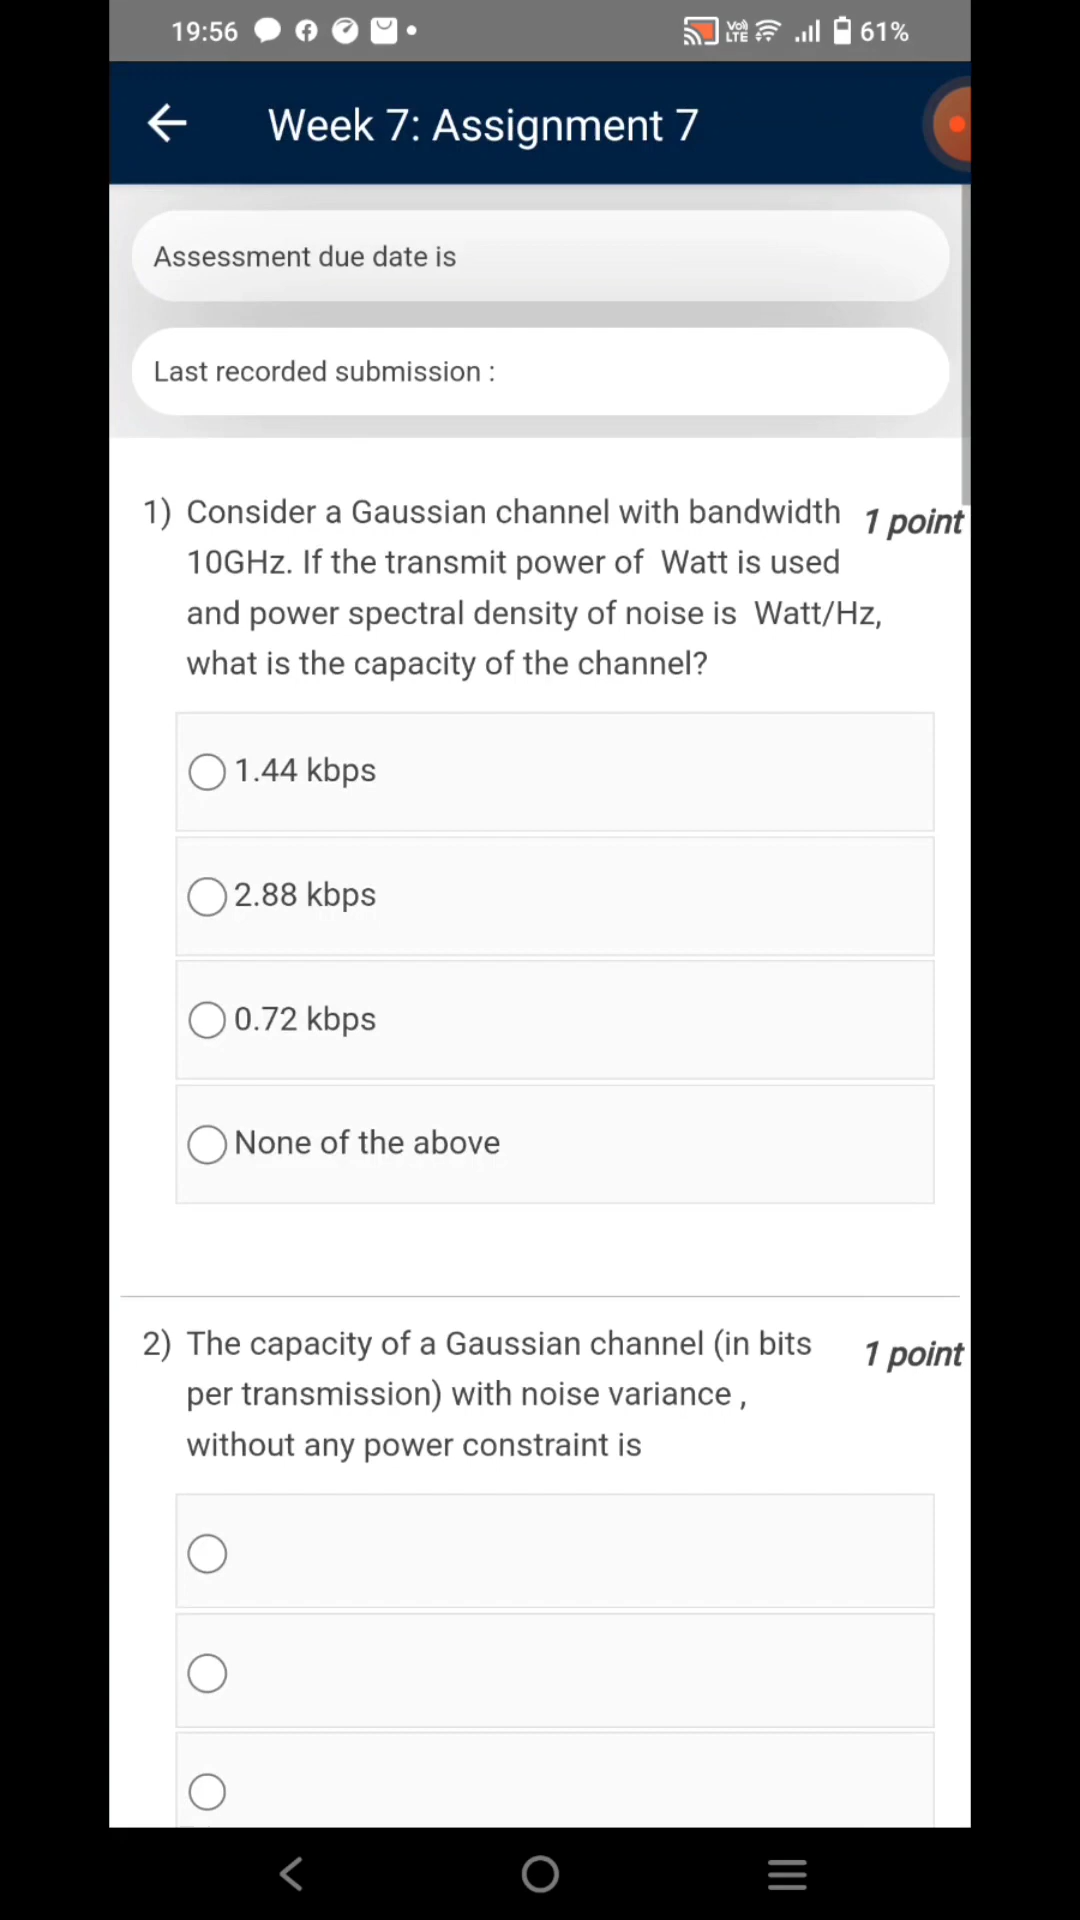 19:56
Vo)) LTE
61%
Week 7: Assignment 7
Assessment due date is
Last recorded submission :
1) Consider a Gaussian channel with bandwidth 1 point
10GHz. If the transmit power of Watt is used
and power spectral density of noise is Watt/Hz,
what is the capacity of the channel?
1.44 kbps
2.88 kbps
0.72 kbps
None of the above
2) The capacity of a Gaussian channel (in bits 1 point
per transmission) with noise variance ,
without any power constraint is